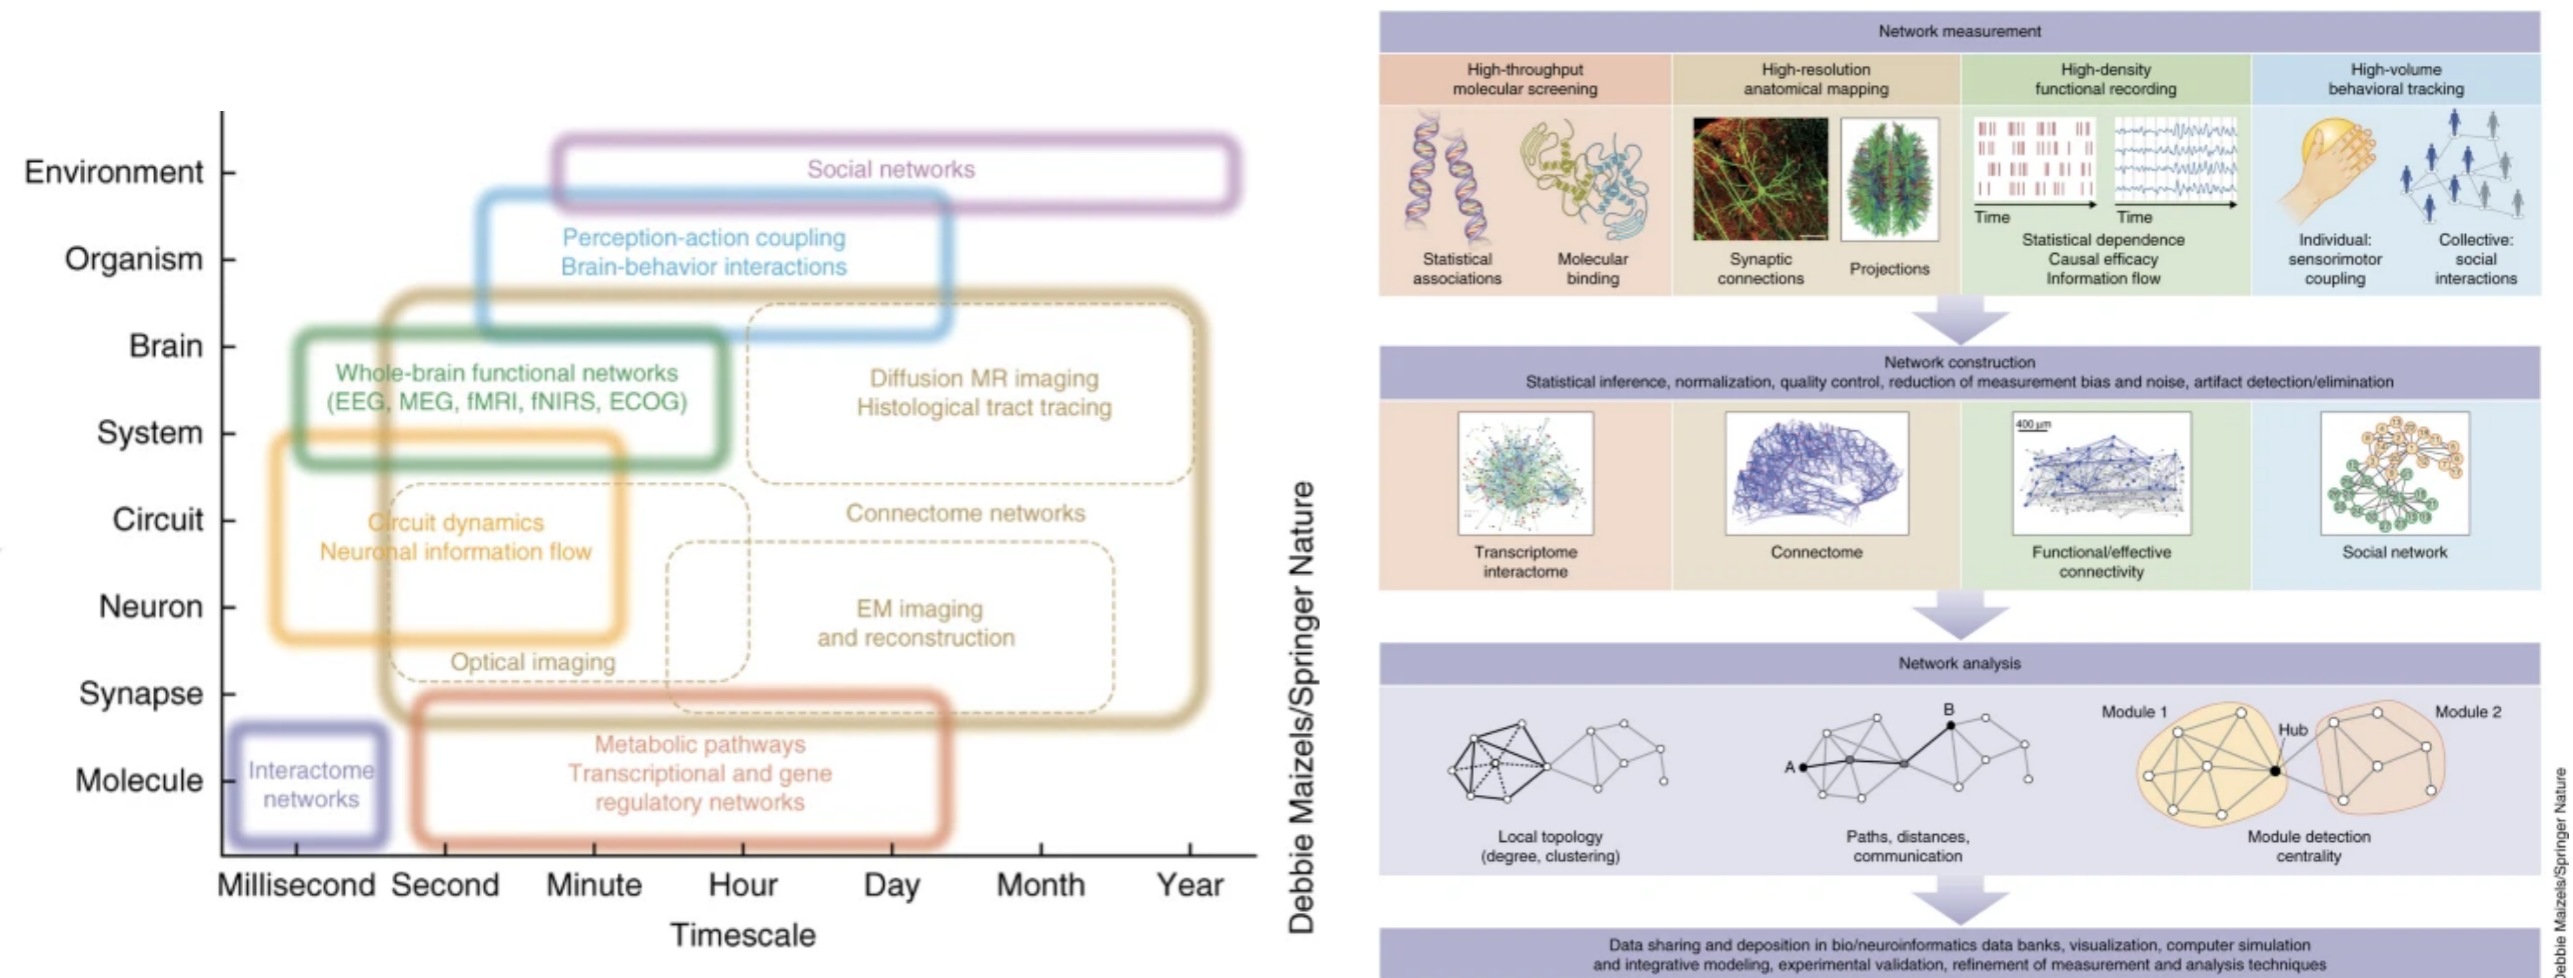 Environment
Organism
Brain
System
Circuit
Neuron
Synapse
Molecule
Social networks
Perception-action coupling
Brain-behavior interactions
Whole-brain functional networks
(EEG, MEG, fMRI, fNIRS, ECOG)
Diffusion MR imaging
Histological tract tracing
Circuit dynamics
Neuronal information flow
Connectome networks
EM imaging
and reconstruction
Optical imaging
Metabolic pathways
Transcriptional and gene
regulatory networks
Interactome
networks
Millisecond Second Minute Hour Day Month Year
Timescale
Debbie Maizels/Springer Nature
Network measurement
High-throughput
molecular screening
High-resolution
anatomical mapping
High-density
functional recording
High-volume
behavioral tracking
Statistical
associations
Molecular
binding
Synaptic
connections
Projections
Time
Time
Statistical dependence
Causal efficacy
Information flow
Individual:
sensorimotor
coupling
Collective:
social
interactions
Network construction
Statistical inference, normalization, quality control, reduction of measurement bias and noise, artifact detection/elimination
400 μm
Transcriptome
interactome
Connectome
Functional/effective
connectivity
Social network
Network analysis
A
B
Module 1
Hub
Module 2
Local topology
(degree, clustering)
Paths, distances,
communication
Module detection
centrality
Data sharing and deposition in bio/neuroinformatics data banks, visualization, computer simulation
and integrative modeling, experimental validation, refinement of measurement and analysis techniques
Debbie Maizels/Springer Nature